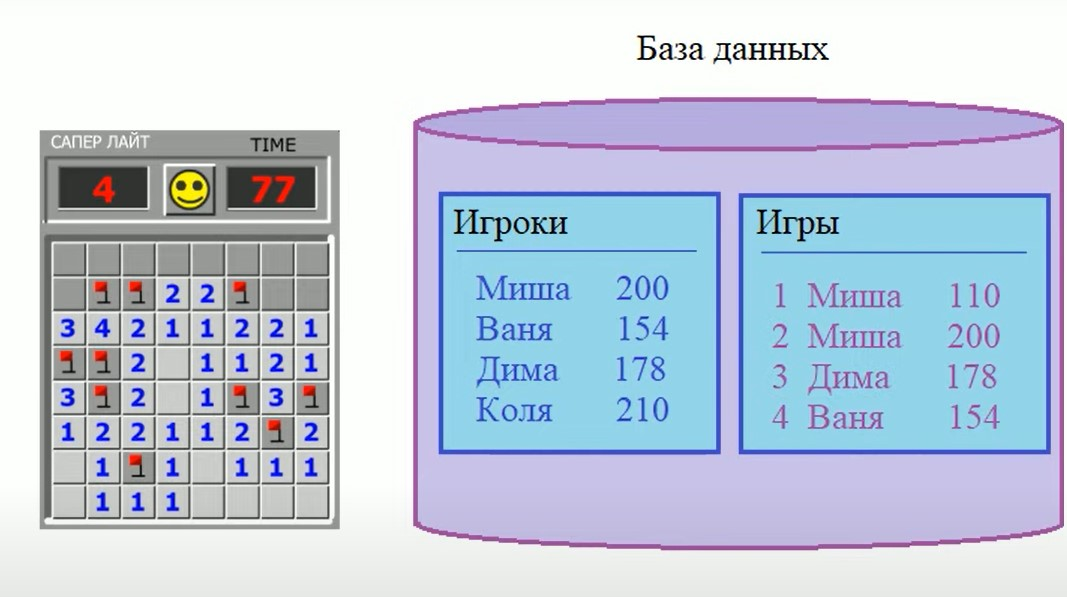 База данных
САПЕР ЛАЙТ TIME
4 77
2 2
3 4 2 1 1 2 2 1
2 1 1 2 1
3 2 1 3
1 2 2 1 1 2 2
1 1 1 1 1
1 1 1
Игроки
Миша 200
Ваня 154
Дима 178
Коля 210
Игры
1 Миша 110
2 Миша 200
3 Дима 178
4 Ваня 154